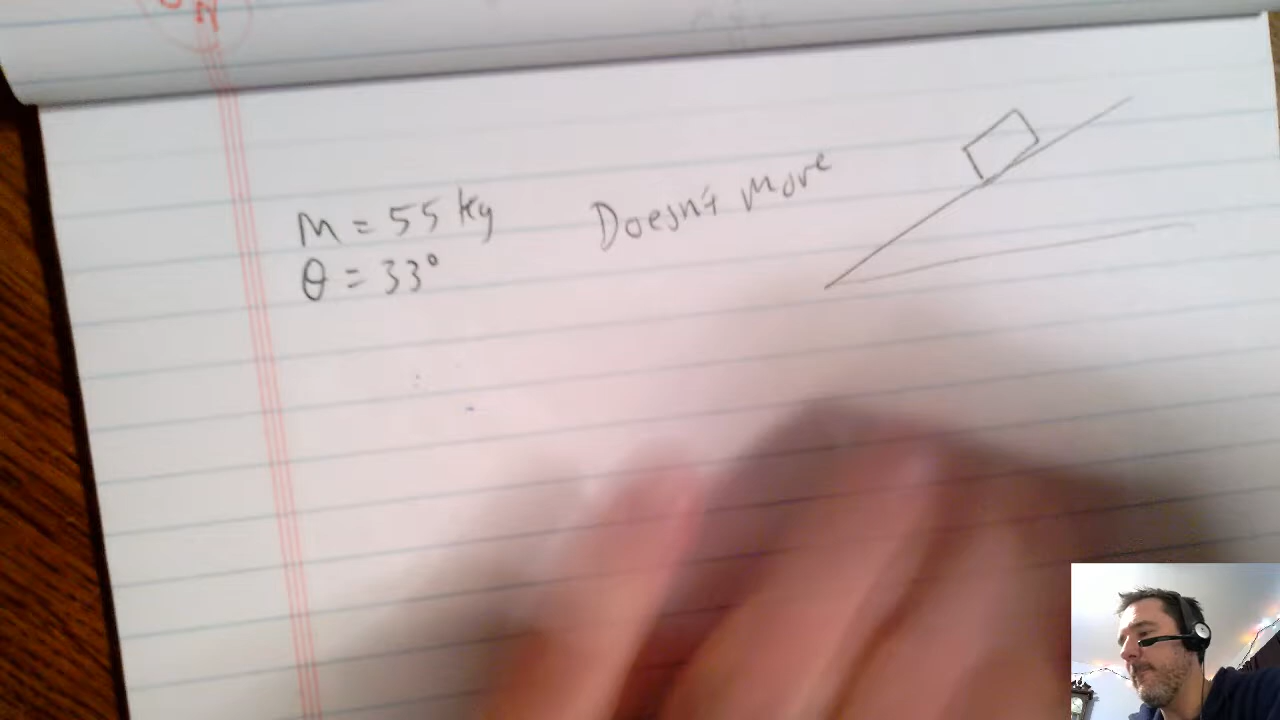 M = 55 kg
Doesn't Move
θ = 33°